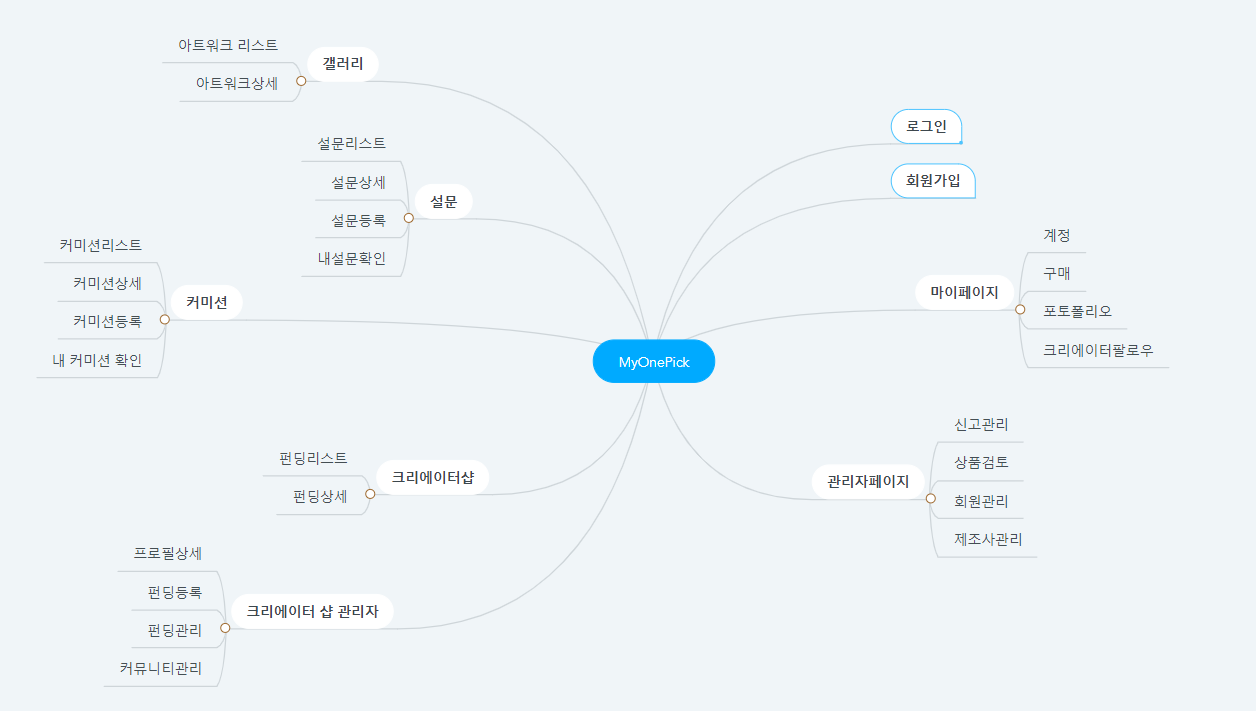 MyOnePick
갤러리
아트워크 리스트
아트워크상세
설문
설문리스트
설문상세
설문등록
내설문확인
커미션
커미션리스트
커미션상세
커미션등록
내 커미션 확인
크리에이터샵
펀딩리스트
펀딩상세
크리에이터 샵 관리자
프로필상세
펀딩등록
펀딩관리
커뮤니티관리
로그인
회원가입
마이페이지
계정
구매
포토폴리오
크리에이터팔로우
관리자페이지
신고관리
상품검토
회원관리
제조사관리